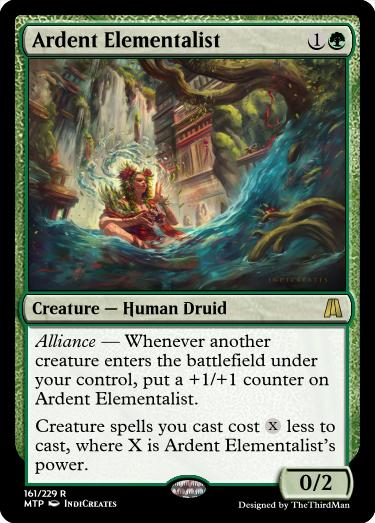 Ardent Elementalist 1
INDICREATES
Creature — Human Druid
Alliance — Whenever another
creature enters the battlefield under
your control, put a +1/+1 counter on
Ardent Elementalist.
Creature spells you cast cost X less to
cast, where X is Ardent Elementalist's
power.
0/2
161/229 R
MTP IndiCreates
Designed by TheThirdMan